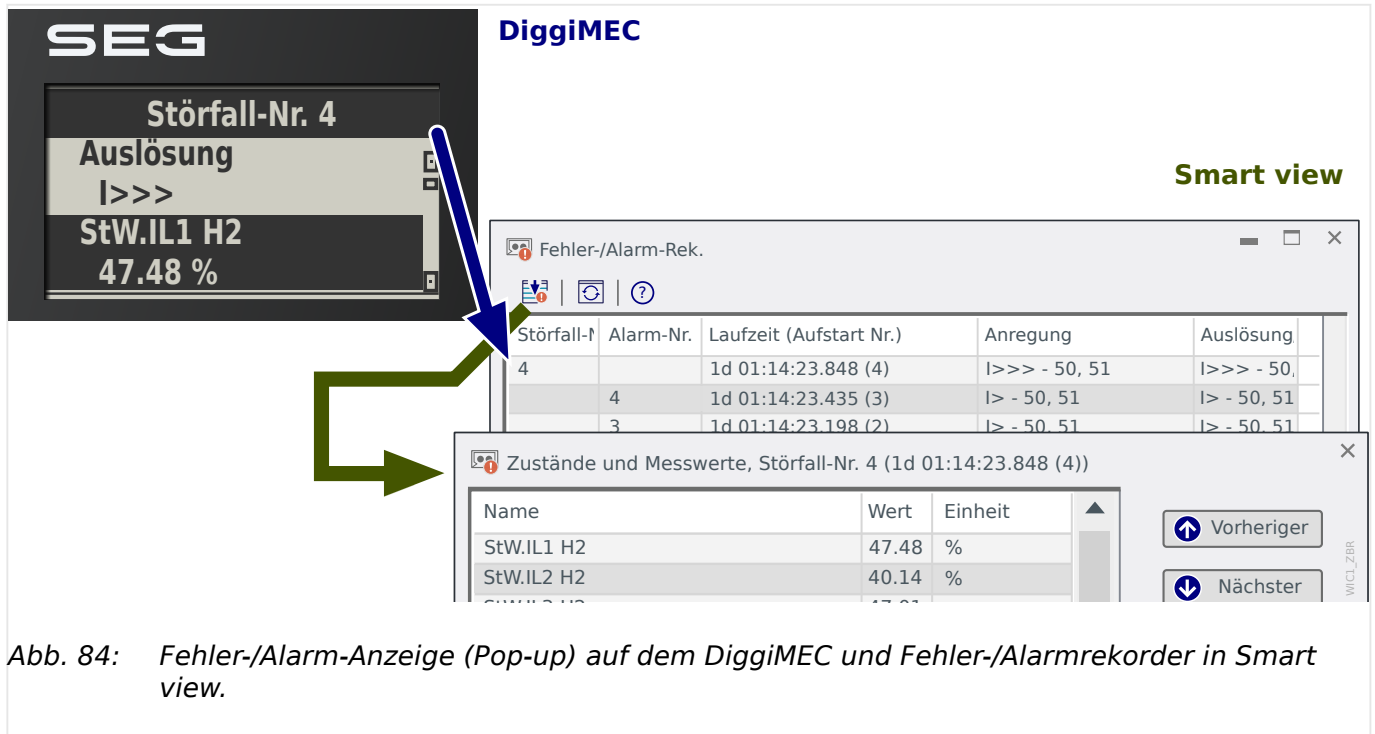 SEG
DiggiMEC
Störfall-Nr. 4
Auslösung
I>>>
StW.IL1 H2
47.48 %
Smart view
Fehler-/Alarm-Rek.
Störfall-N Alarm-Nr. Laufzeit (Aufstart Nr.) Anregung Auslösung
4 1d 01:14:23.848 (4) I>>> - 50, 51 I>>> - 50,
4 1d 01:14:23.435 (3) I> - 50, 51 I> - 50, 51
3 1d 01:14:23.198 (2) I> - 50, 51 I> - 50, 51
Zustände und Messwerte, Störfall-Nr. 4 (1d 01:14:23.848 (4))
Name Wert Einheit
StW.IL1 H2 47.48 %
StW.IL2 H2 40.14 %
Vorheriger
Nächster
WIC1_ZBR
Abb. 84: Fehler-/Alarm-Anzeige (Pop-up) auf dem DiggiMEC und Fehler-/Alarmrekorder in Smart
view.